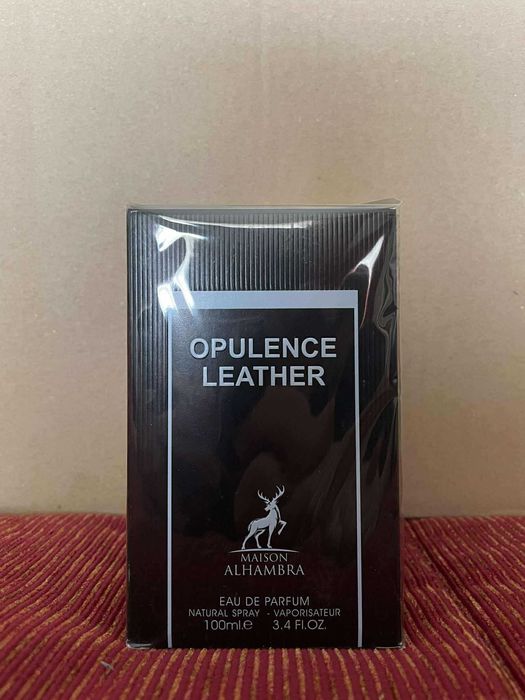 OPULENCE
LEATHER
MAISON
ALHAMBRA
EAU DE PARFUM
NATURAL SPRAY - VAPORISATEUR
100ml.e 3.4 Fl.OZ.